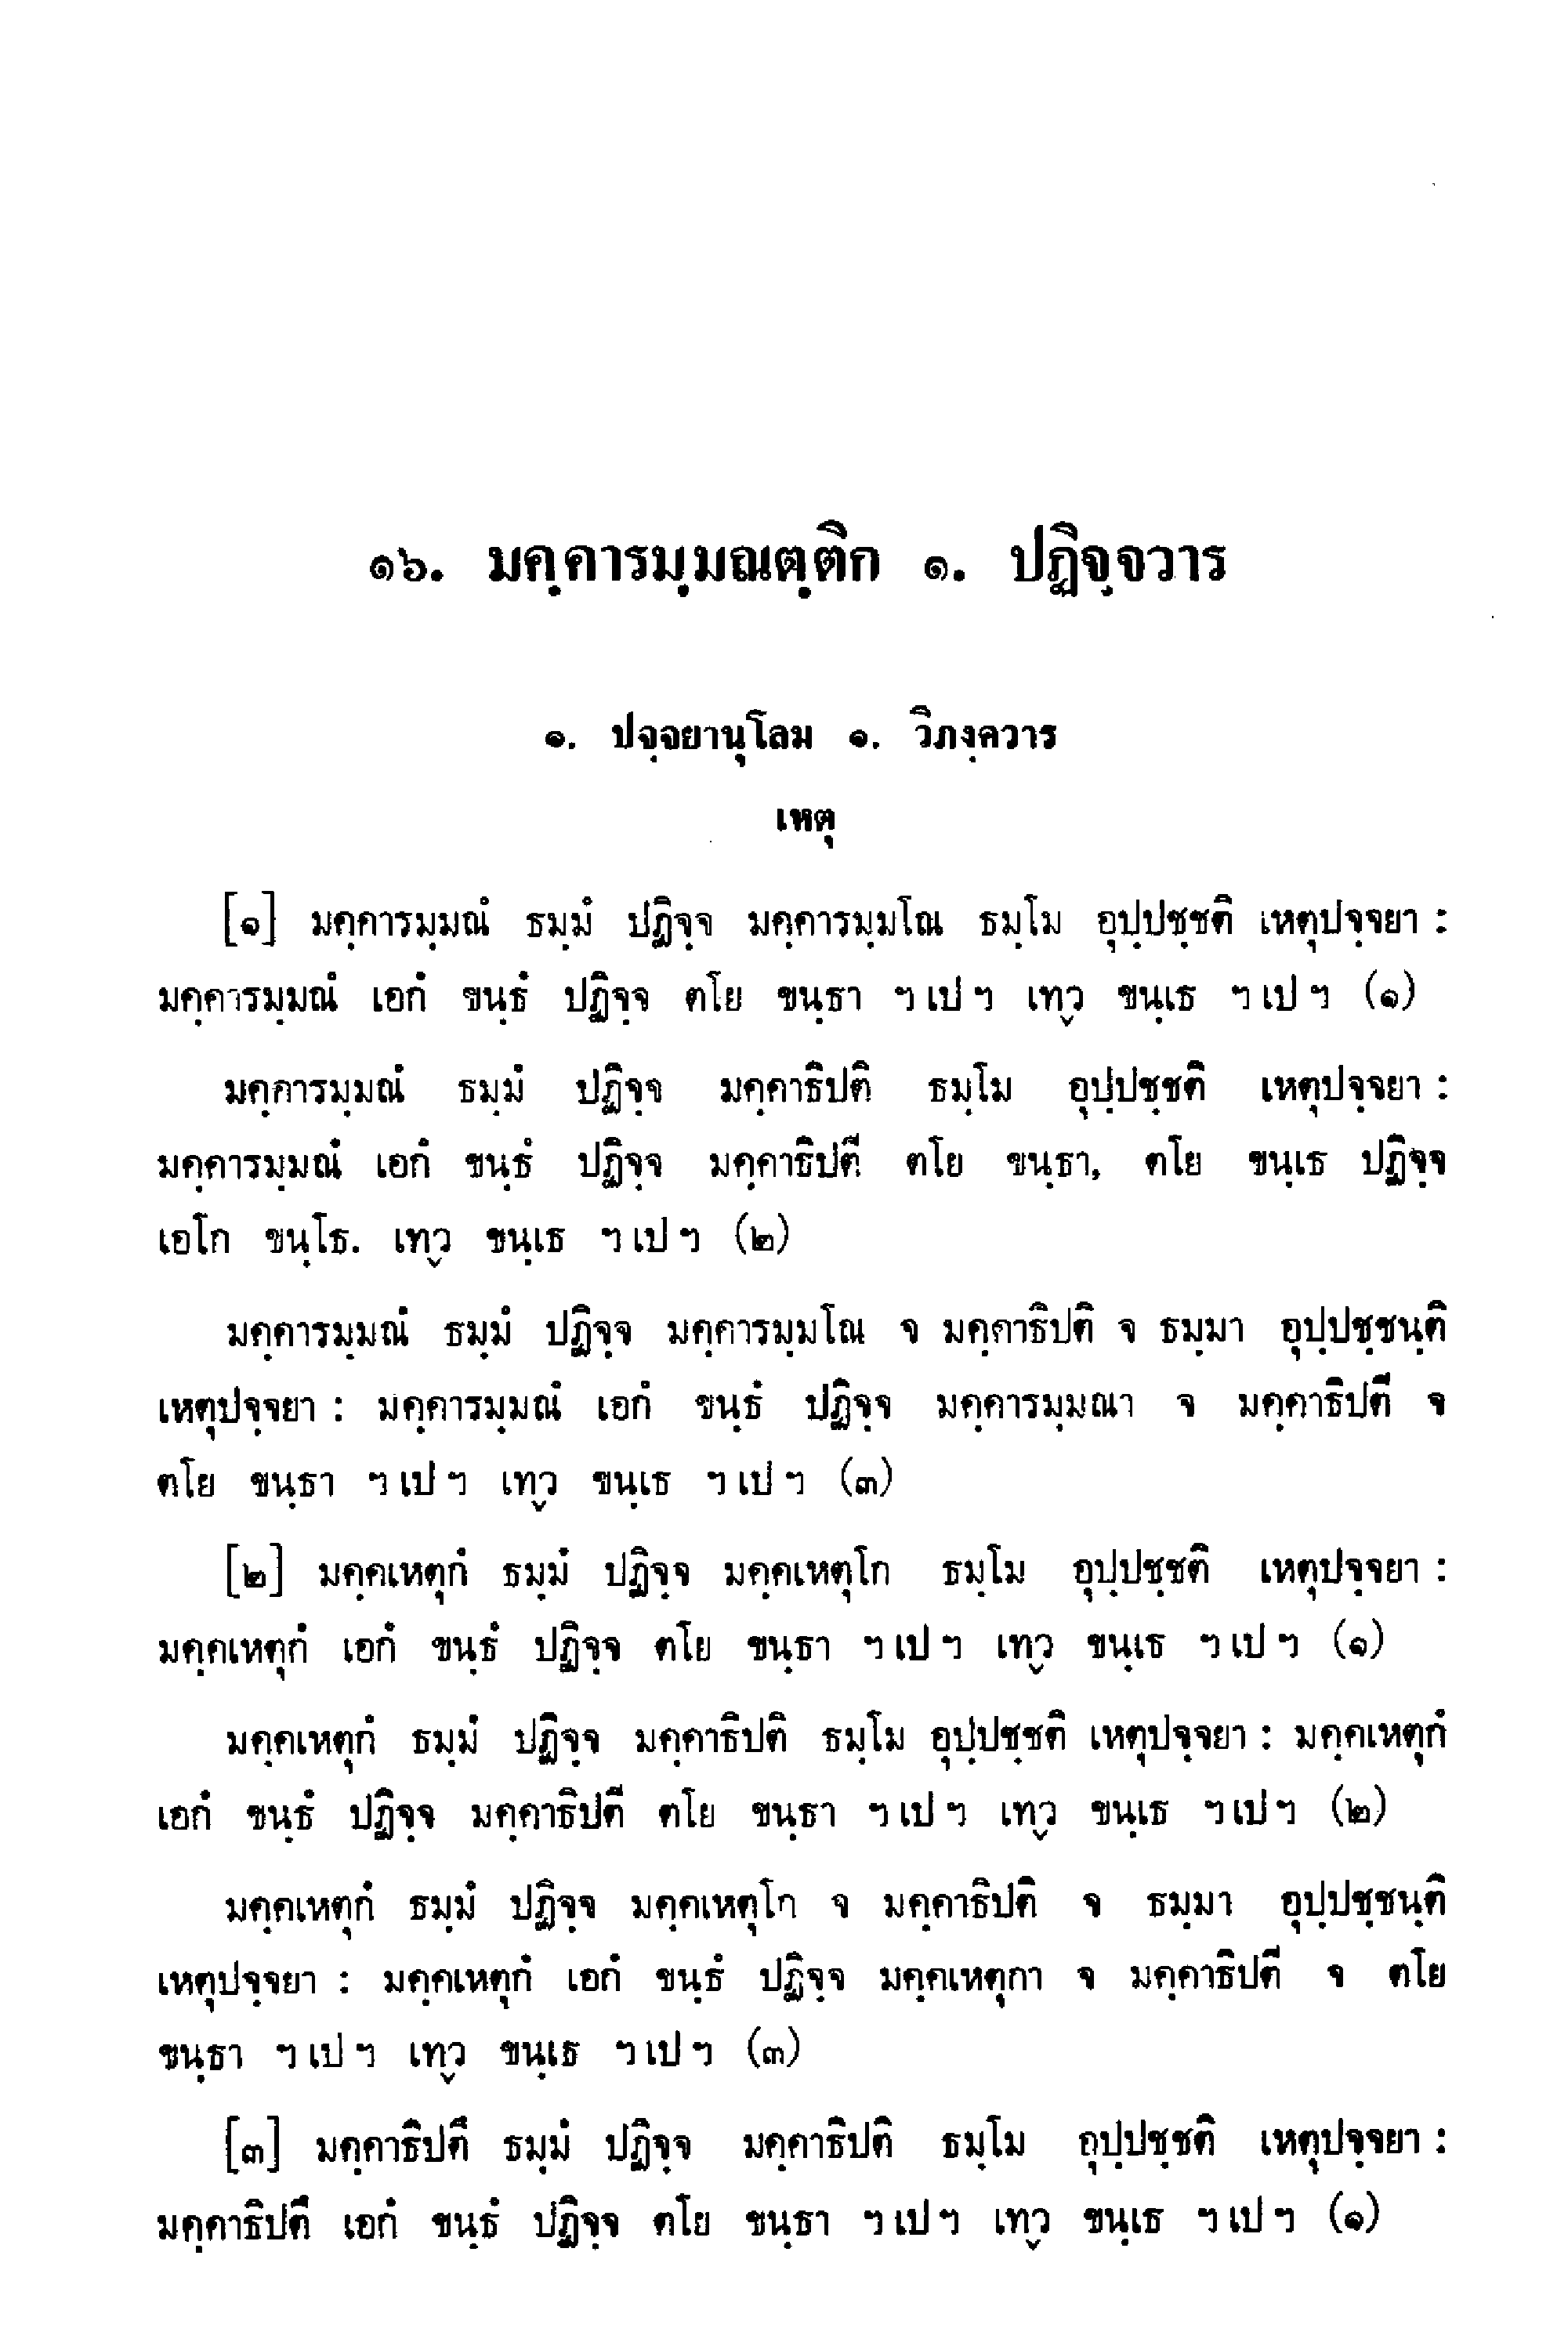 ๑๖. มคฺคารมฺมณตฺติก ๑. ปฏิจฺจวาร
๑. ปจฺจยานุโลม ๑. วิภงฺควาร
เหตุ
[๑] มคฺคารมฺมณํ ธมฺมํ ปฏิจฺจ มคฺคารมฺมโณ ธมฺโม อุปฺปชฺชติ เหตุปจฺจยา :
มคฺคารมฺมณํ เอกํ ขนฺธํ ปฏิจฺจ ตโย ขนฺธา ฯ เป ฯ เทฺว ขนฺเธ ฯ เป ฯ (๑)
มคฺคารมฺมณํ ธมฺมํ ปฏิจฺจ มคฺคาธิปติ ธมฺโม อุปฺปชฺชติ เหตุปจฺจยา :
มคฺคารมฺมณํ เอกํ ขนฺธํ ปฏิจฺจ มคฺคาธิปตี ตโย ขนฺธา, ตโย ขนฺเธ ปฏิจฺจ
เอโก ขนฺโธ. เทฺว ขนฺเธ ฯ เป ฯ (๒)
มคฺคารมฺมณํ ธมฺมํ ปฏิจฺจ มคฺคารมฺมโณ จ มคฺคาธิปติ จ ธมฺมา อุปฺปชฺชนฺติ
เหตุปจฺจยา : มคฺคารมฺมณํ เอกํ ขนฺธํ ปฏิจฺจ มคฺคารมฺมณา จ มคฺคาธิปตี จ
ตโย ขนฺธา ฯ เป ฯ เทฺว ขนฺเธ ฯ เป ฯ (๓)
[๒] มคฺคเหตุกํ ธมฺมํ ปฏิจฺจ มคฺคเหตุโก ธมฺโม อุปฺปชฺชติ เหตุปจฺจยา :
มคฺคเหตุกํ เอกํ ขนฺธํ ปฏิจฺจ ตโย ขนฺธา ฯ เป ฯ เทฺว ขนฺเธ ฯ เป ฯ (๑)
มคฺคเหตุกํ ธมฺมํ ปฏิจฺจ มคฺคาธิปติ ธมฺโม อุปฺปชฺชติ เหตุปจฺจยา : มคฺคเหตุกํ
เอกํ ขนฺธํ ปฏิจฺจ มคฺคาธิปตี ตโย ขนฺธา ฯ เป ฯ เทฺว ขนฺเธ ฯ เป ฯ (๒)
มคฺคเหตุกํ ธมฺมํ ปฏิจฺจ มคฺคเหตุโก จ มคฺคาธิปติ จ ธมฺมา อุปฺปชฺชนฺติ
เหตุปจฺจยา : มคฺคเหตุกํ เอกํ ขนฺธํ ปฏิจฺจ มคฺคเหตุกา จ มคฺคาธิปตี จ ตโย
ขนฺธา ฯ เป ฯ เทฺว ขนฺเธ ฯ เป ฯ (๓)
[๓] มคฺคาธิปตึ ธมฺมํ ปฏิจฺจ มคฺคาธิปติ ธมฺโม อุปฺปชฺชติ เหตุปจฺจยา :
มคฺคาธิปตึ เอกํ ขนฺธํ ปฏิจฺจ ตโย ขนฺธา ฯ เป ฯ เทฺว ขนฺเธ ฯ เป ฯ (๑)